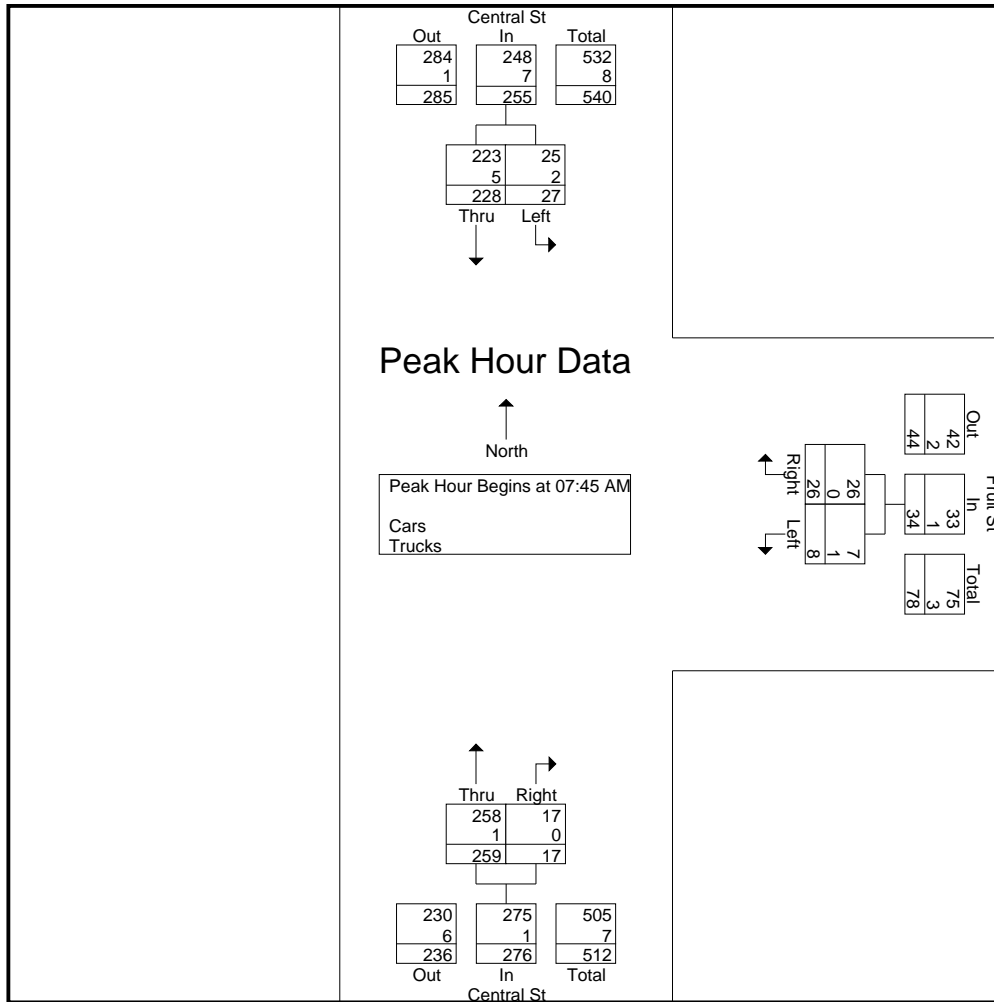 Central St
Out In Total
284 248 532
1 7 8
285 255 540
223 25
5 2
228 27
Thru Left
Peak Hour Data
North
Peak Hour Begins at 07:45 AM
Cars
Trucks
Out In Total
42 33 75
2 1 3
44 34 78
26 7
0 1
26 8
Right Left
Thru Right
258 17
1 0
259 17
230 275 505
6 1 7
236 276 512
Out In Total
Central St